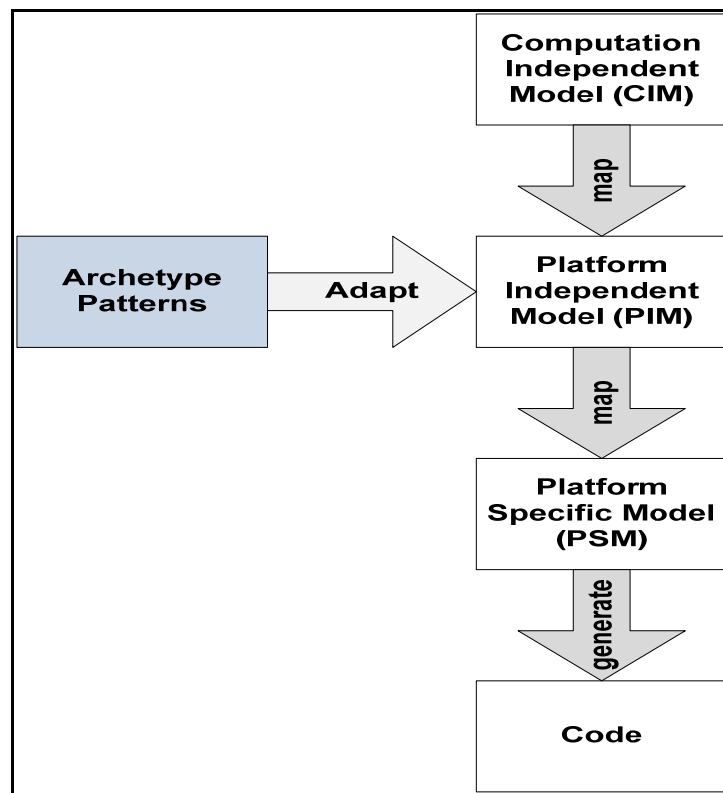 Computation
Independent
Model (CIM)
map
Archetype
Patterns
Adapt
Platform
Independent
Model (PIM)
map
Platform
Specific Model
(PSM)
generate
Code